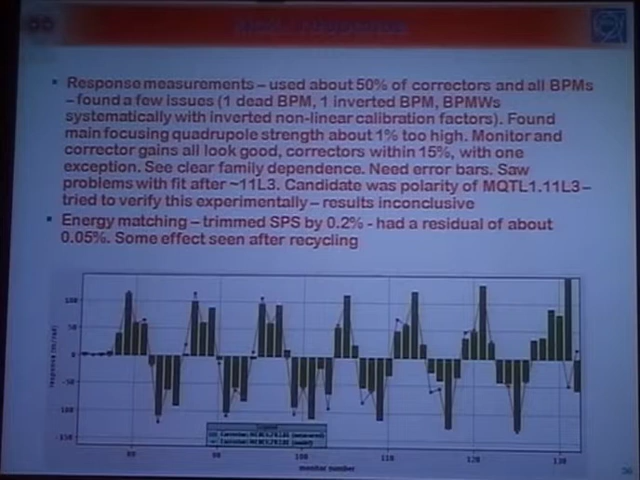 Response measurements – used about 50% of correctors and all BPMs
– found a few issues (1 dead BPM, 1 inverted BPM, BPMWs
systematically with inverted non-linear calibration factors). Found
main focusing quadrupole strength about 1% too high. Monitor and
corrector gains all look good, correctors within 15%, with one
exception. See clear family dependence. Need error bars. Saw
problems with fit after ~11L3. Candidate was polarity of MQTL1.11L3–
tried to verify this experimentally – results inconclusive
Energy matching – trimmed SPS by 0.2% - had a residual of about
0.05%. Some effect seen after recycling
100
50
0
-50
-100
-150
100
110
120
130
monitor number